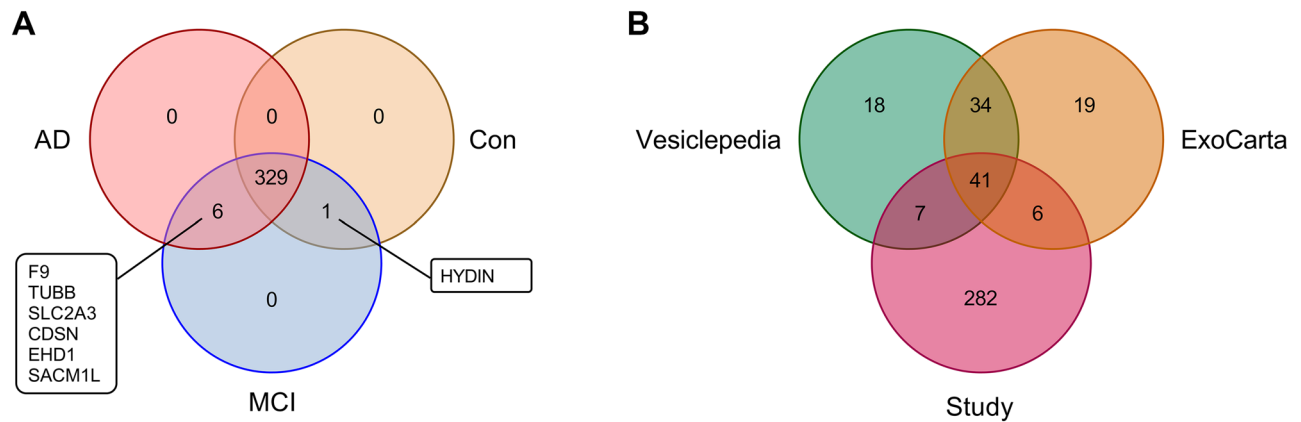 A
B
AD
0
0
0
Con
329
6
1
F9
TUBB
SLC2A3
CDSN
EHD1
SACM1L
HYDIN
0
MCI
Vesiclepedia
18
34
19
ExoCarta
41
7
6
282
Study